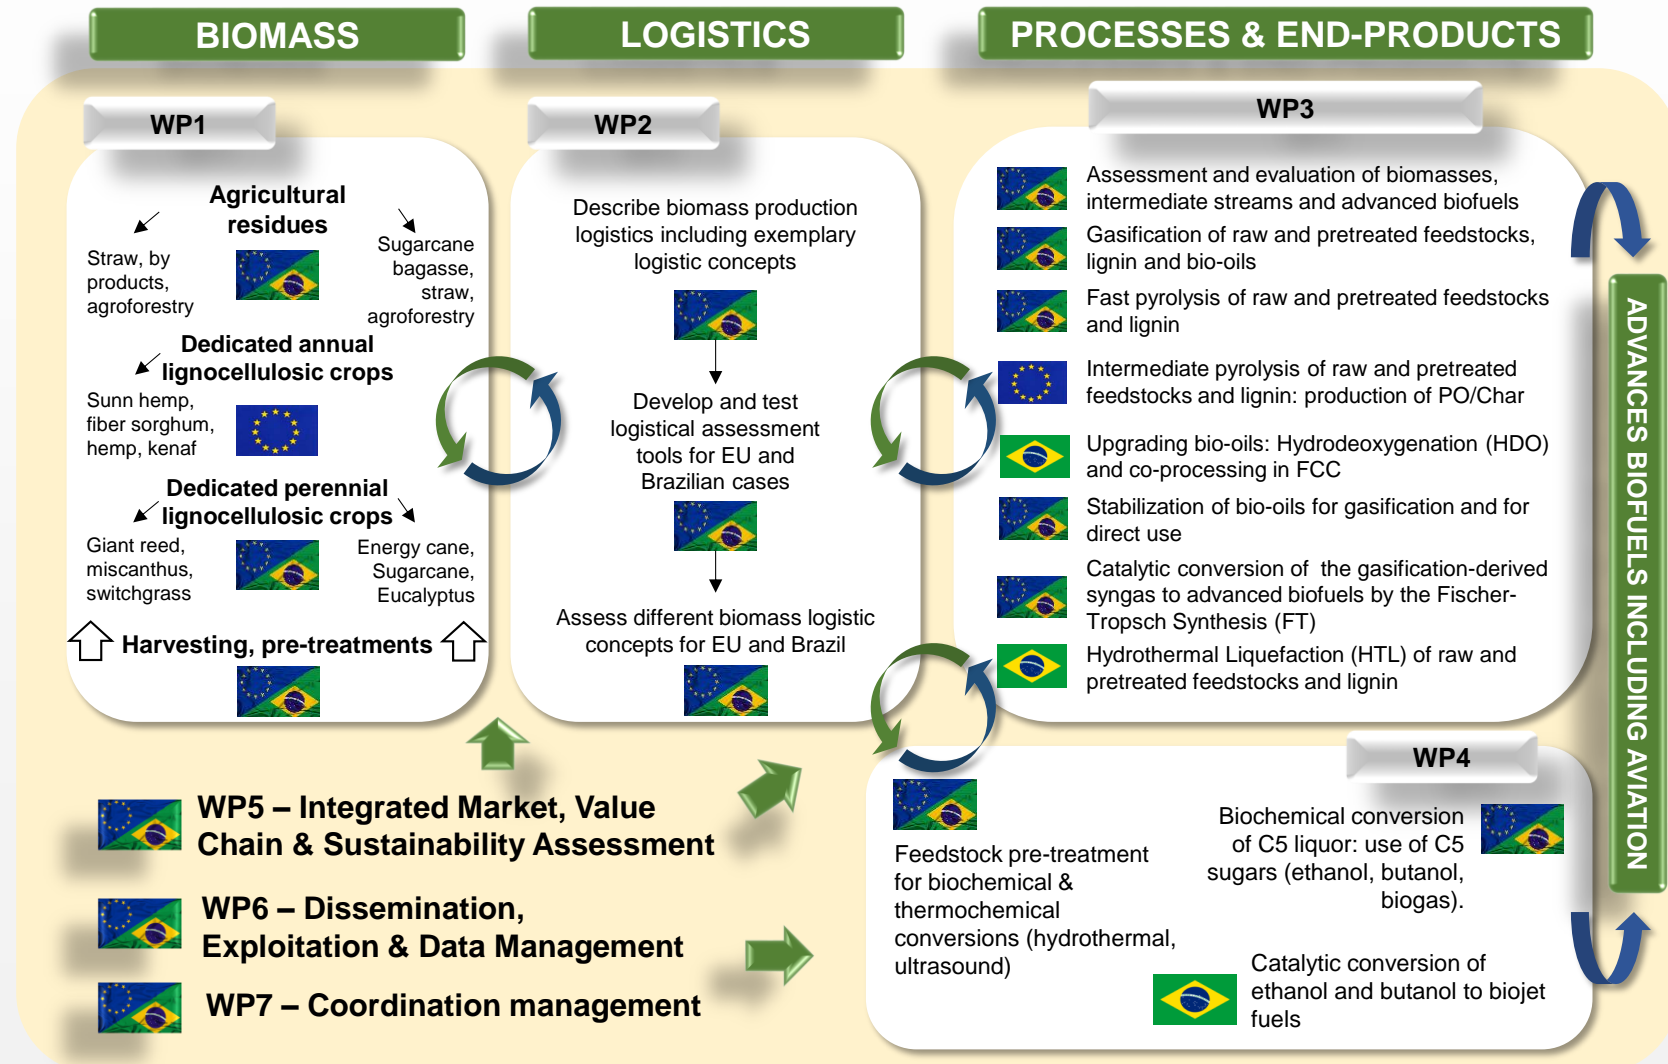 BIOMASS
LOGISTICS
PROCESSES & END-PRODUCTS
WP1
Agricultural
residues
Straw, by
products,
agroforestry
Sugarcane
bagasse,
straw,
agroforestry
Dedicated annual
lignocellulosic crops
Sunn hemp,
fiber sorghum,
hemp, kenaf
Dedicated perennial
lignocellulosic crops
Giant reed,
miscanthus,
switchgrass
Energy cane,
Sugarcane,
Eucalyptus
Harvesting, pre-treatments
WP2
Describe biomass production
logistics including exemplary
logistic concepts
Develop and test
logistical assessment
tools for EU and
Brazilian cases
Assess different biomass logistic
concepts for EU and Brazil
WP3
Assessment and evaluation of biomasses,
intermediate streams and advanced biofuels
Gasification of raw and pretreated feedstocks,
lignin and bio-oils
Fast pyrolysis of raw and pretreated feedstocks
and lignin
Intermediate pyrolysis of raw and pretreated
feedstocks and lignin: production of PO/Char
Upgrading bio-oils: Hydrodeoxygenation (HDO)
and co-processing in FCC
Stabilization of bio-oils for gasification and for
direct use
Catalytic conversion of the gasification-derived
syngas to advanced biofuels by the Fischer-
Tropsch Synthesis (FT)
Hydrothermal Liquefaction (HTL) of raw and
pretreated feedstocks and lignin
WP4
Feedstock pre-treatment
for biochemical &
thermochemical
conversions (hydrothermal,
ultrasound)
Biochemical conversion
of C5 liquor: use of C5
sugars (ethanol, butanol,
biogas).
Catalytic conversion of
ethanol and butanol to biojet
fuels
ADVANCES BIOFUELS INCLUDING AVIATION
WP5 – Integrated Market, Value
Chain & Sustainability Assessment
WP6 – Dissemination,
Exploitation & Data Management
WP7 – Coordination management